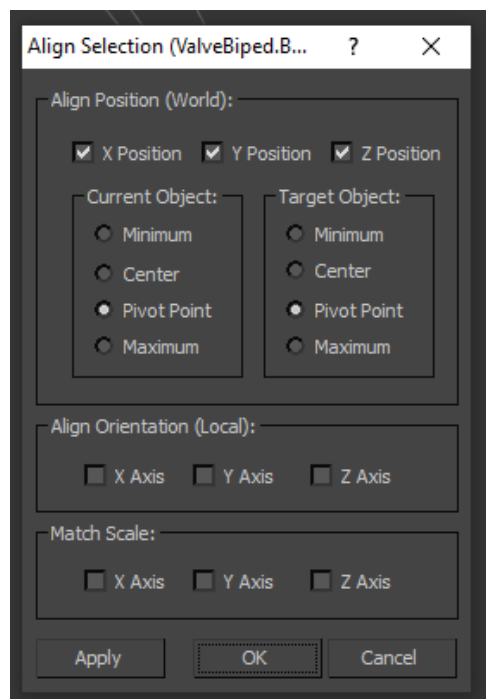 Align Selection (ValveBiped.B... ?
Align Position (World):
X Position Y Position Z Position
Current Object: Target Object:
Minimum Minimum
Center Center
Pivot Point Pivot Point
Maximum Maximum
Align Orientation (Local):
X Axis Y Axis Z Axis
Match Scale:
X Axis Y Axis Z Axis
Apply OK Cancel